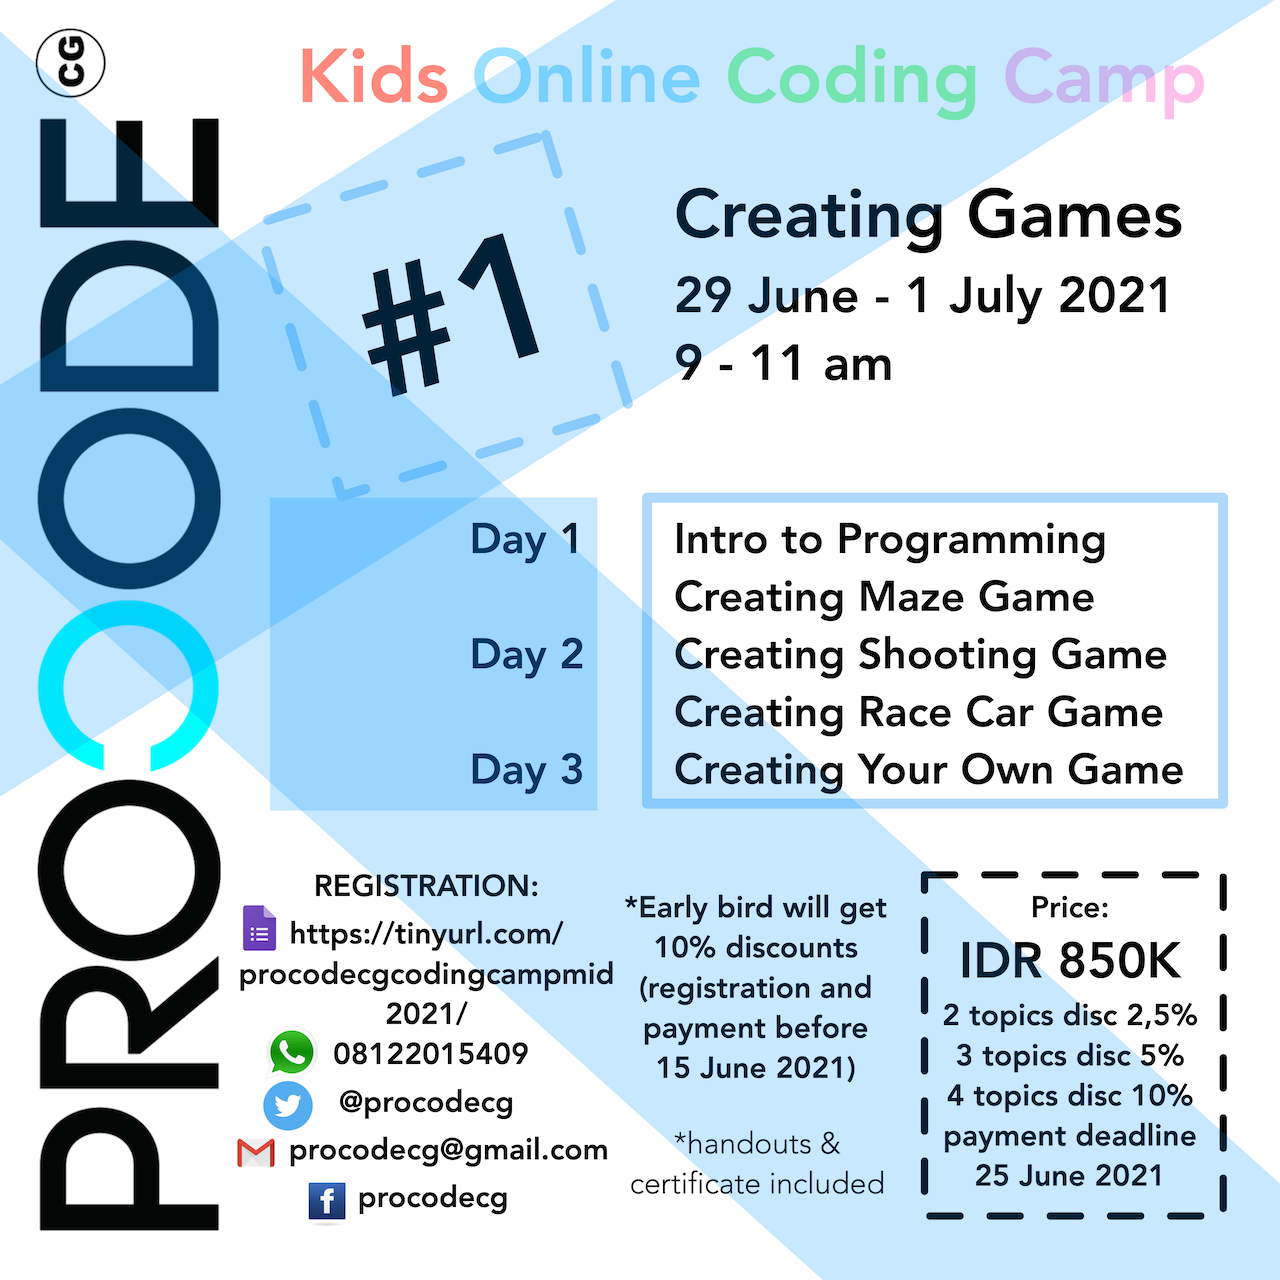 CG
PROCODE
Kids Online Coding Camp
#1
Creating Games
29 June - 1 July 2021
9 - 11 am
Day 1 Intro to Programming
Creating Maze Game
Day 2 Creating Shooting Game
Creating Race Car Game
Day 3 Creating Your Own Game
REGISTRATION:
https://tinyurl.com/
procodecgcodingcampmid
2021/
08122015409
@procodecg
procodecg@gmail.com
f procodecg
*Early bird will get
10% discounts
(registration and
payment before
15 June 2021)
*handouts &
certificate included
Price:
IDR 850K
2 topics disc 2,5%
3 topics disc 5%
4 topics disc 10%
payment deadline
25 June 2021